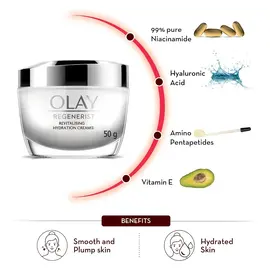 99% pure
Niacinamide
Hyaluronic
Acid
OLAY
REGENERIST
REVITALISING
HYDRATION CREAM
50 g
Amino
Pentapetides
Vitamin E
BENEFITS
Smooth and
Plump skin
Hydrated
Skin